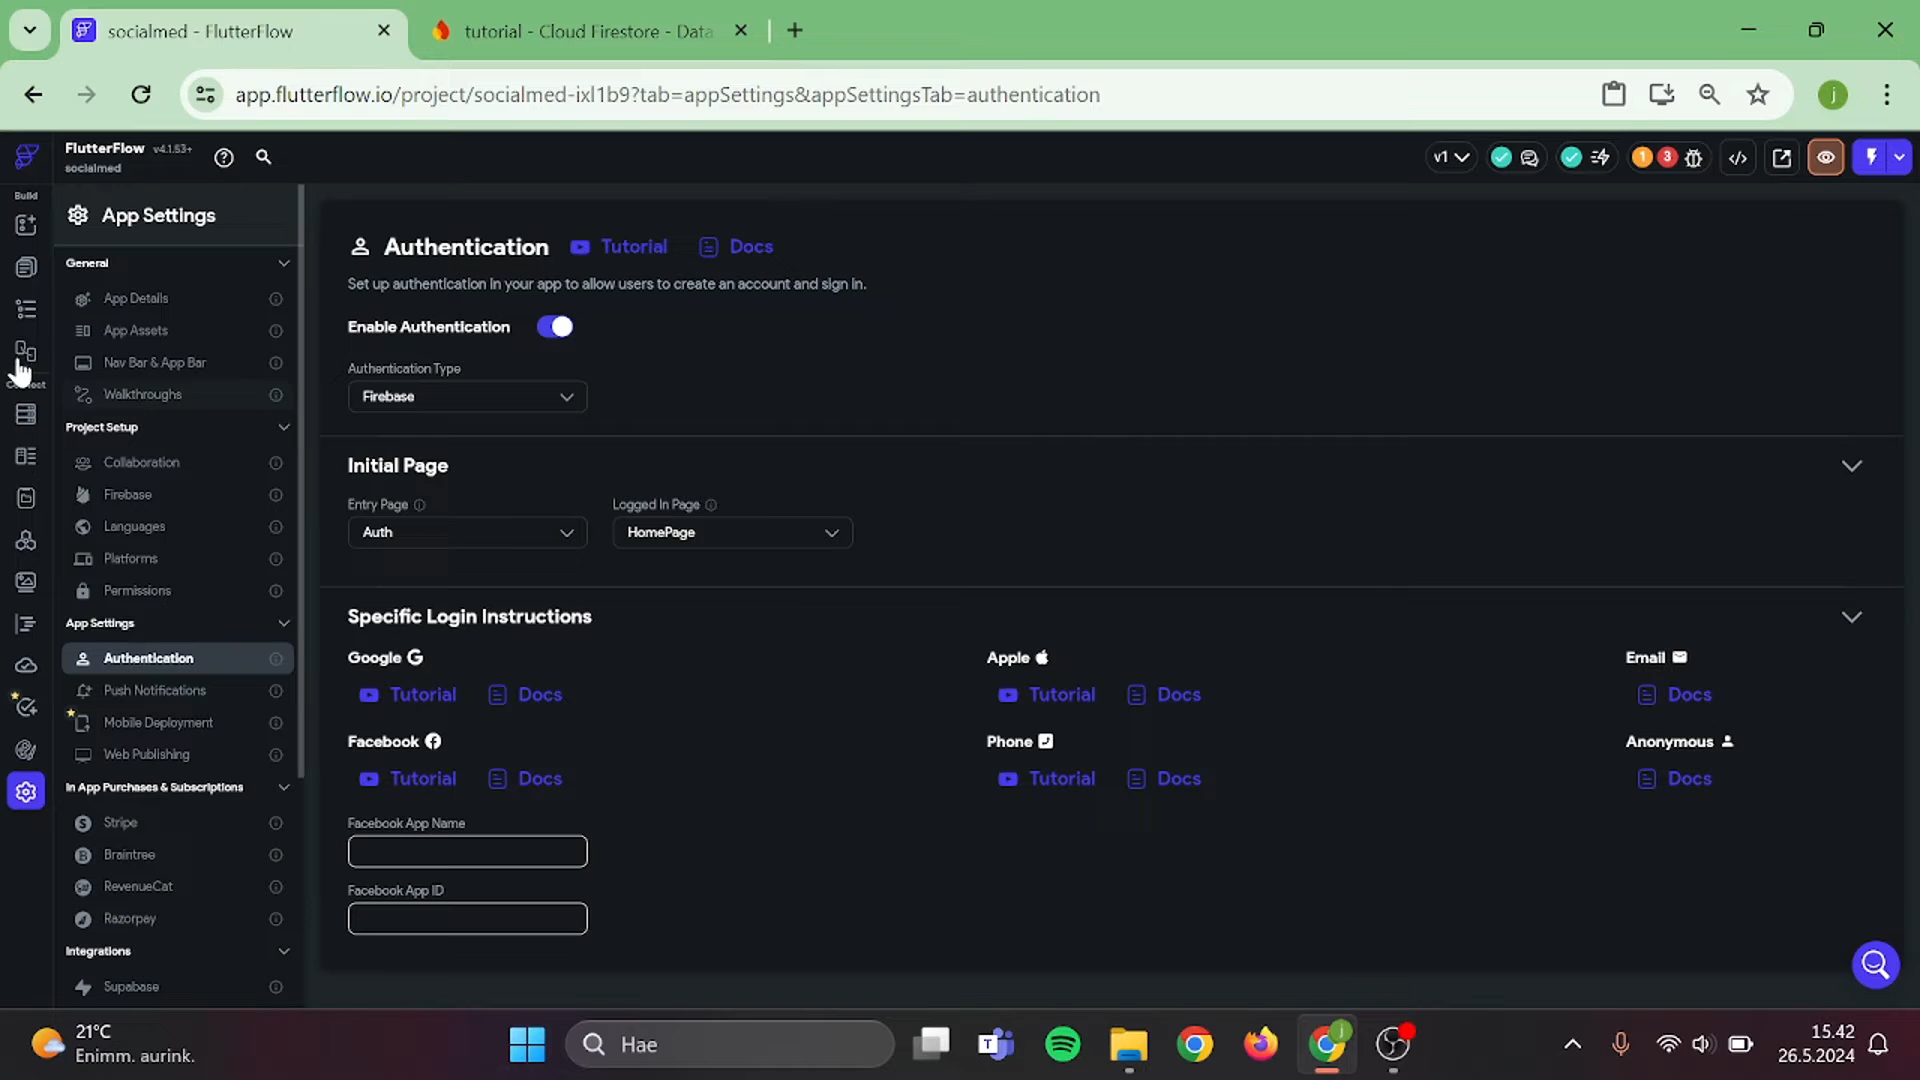 socialmed - FlutterFlow
tutorial - Cloud Firestore - Data
app.flutterflow.io/project/socialmed-ixl1b9?tab=appSettings&appSettingsTab=authentication
j
FlutterFlow v4.1.53+
socialmed
v1
1
3
Build
Connect
App Settings
General
App Details
App Assets
Nav Bar & App Bar
Walkthroughs
Project Setup
Collaboration
Firebase
Languages
Platforms
Permissions
App Settings
Authentication
Push Notifications
Mobile Deployment
Web Publishing
In App Purchases & Subscriptions
Stripe
Braintree
RevenueCat
Razorpay
Integrations
Supabase
Authentication Tutorial Docs
Set up authentication in your app to allow users to create an account and sign in.
Enable Authentication
Authentication Type
Firebase
Initial Page
Entry Page
Logged In Page
Auth
HomePage
Specific Login Instructions
Google
Apple
Email
Tutorial Docs
Tutorial Docs
Docs
Facebook
Phone
Anonymous
Tutorial Docs
Tutorial Docs
Docs
Facebook App Name
Facebook App ID
21°C
Enimm. aurink.
Hae
15.42
26.5.2024